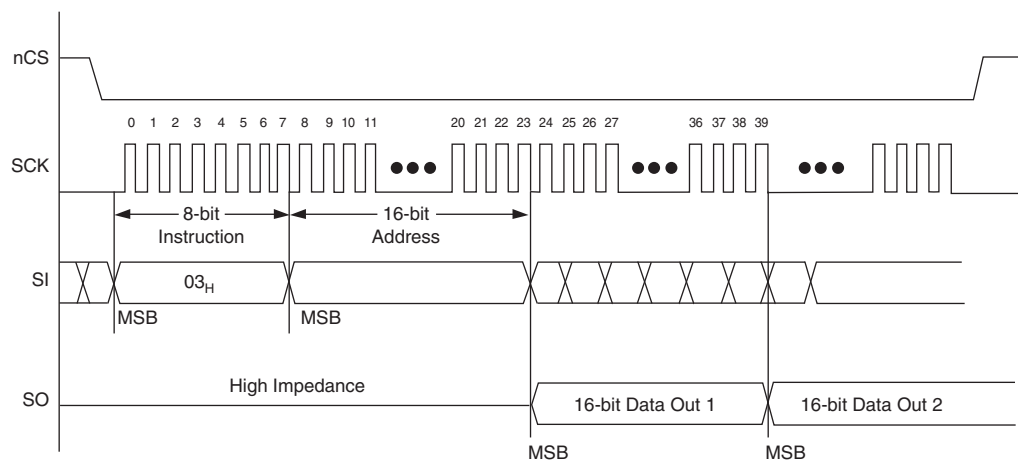 nCS
0 1 2 3 4 5 6 7 8 9 10 11 20 21 22 23 24 25 26 27 36 37 38 39
SCK
8-bit
Instruction
16-bit
Address
SI
03H
MSB
MSB
High Impedance
SO
16-bit Data Out 1
16-bit Data Out 2
MSB
MSB